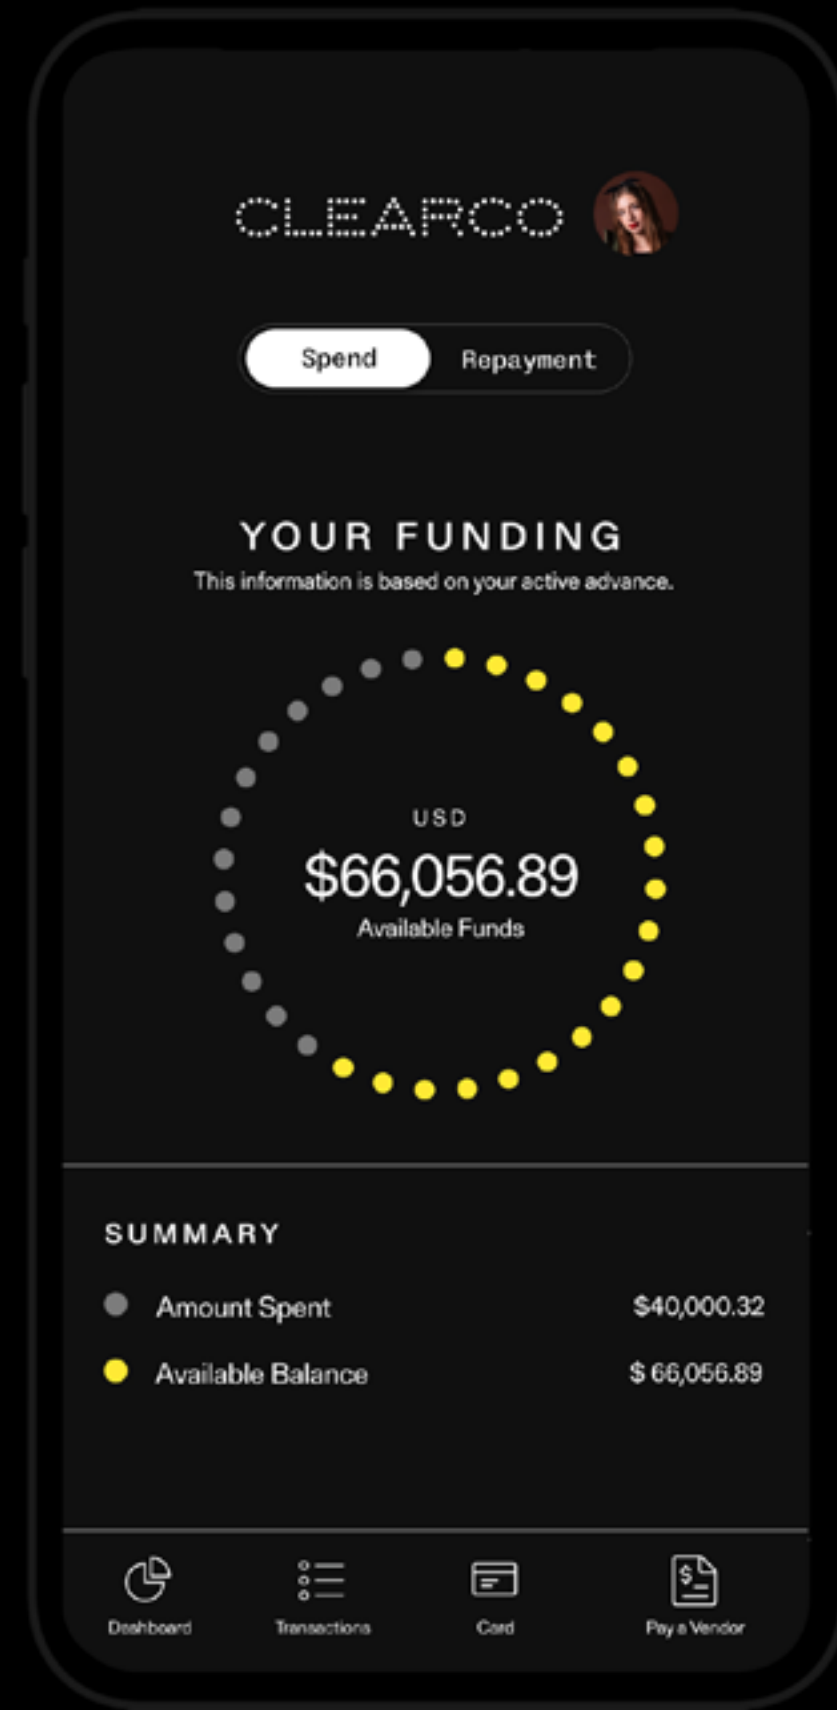 CLEARCO
Spend Repayment
YOUR FUNDING
This information is based on your active advance.
USD
$66,056.89
Available Funds
SUMMARY
Amount Spent $40,000.32
Available Balance $ 66,056.89
Dashboard Transactions Card Pay a Vendor